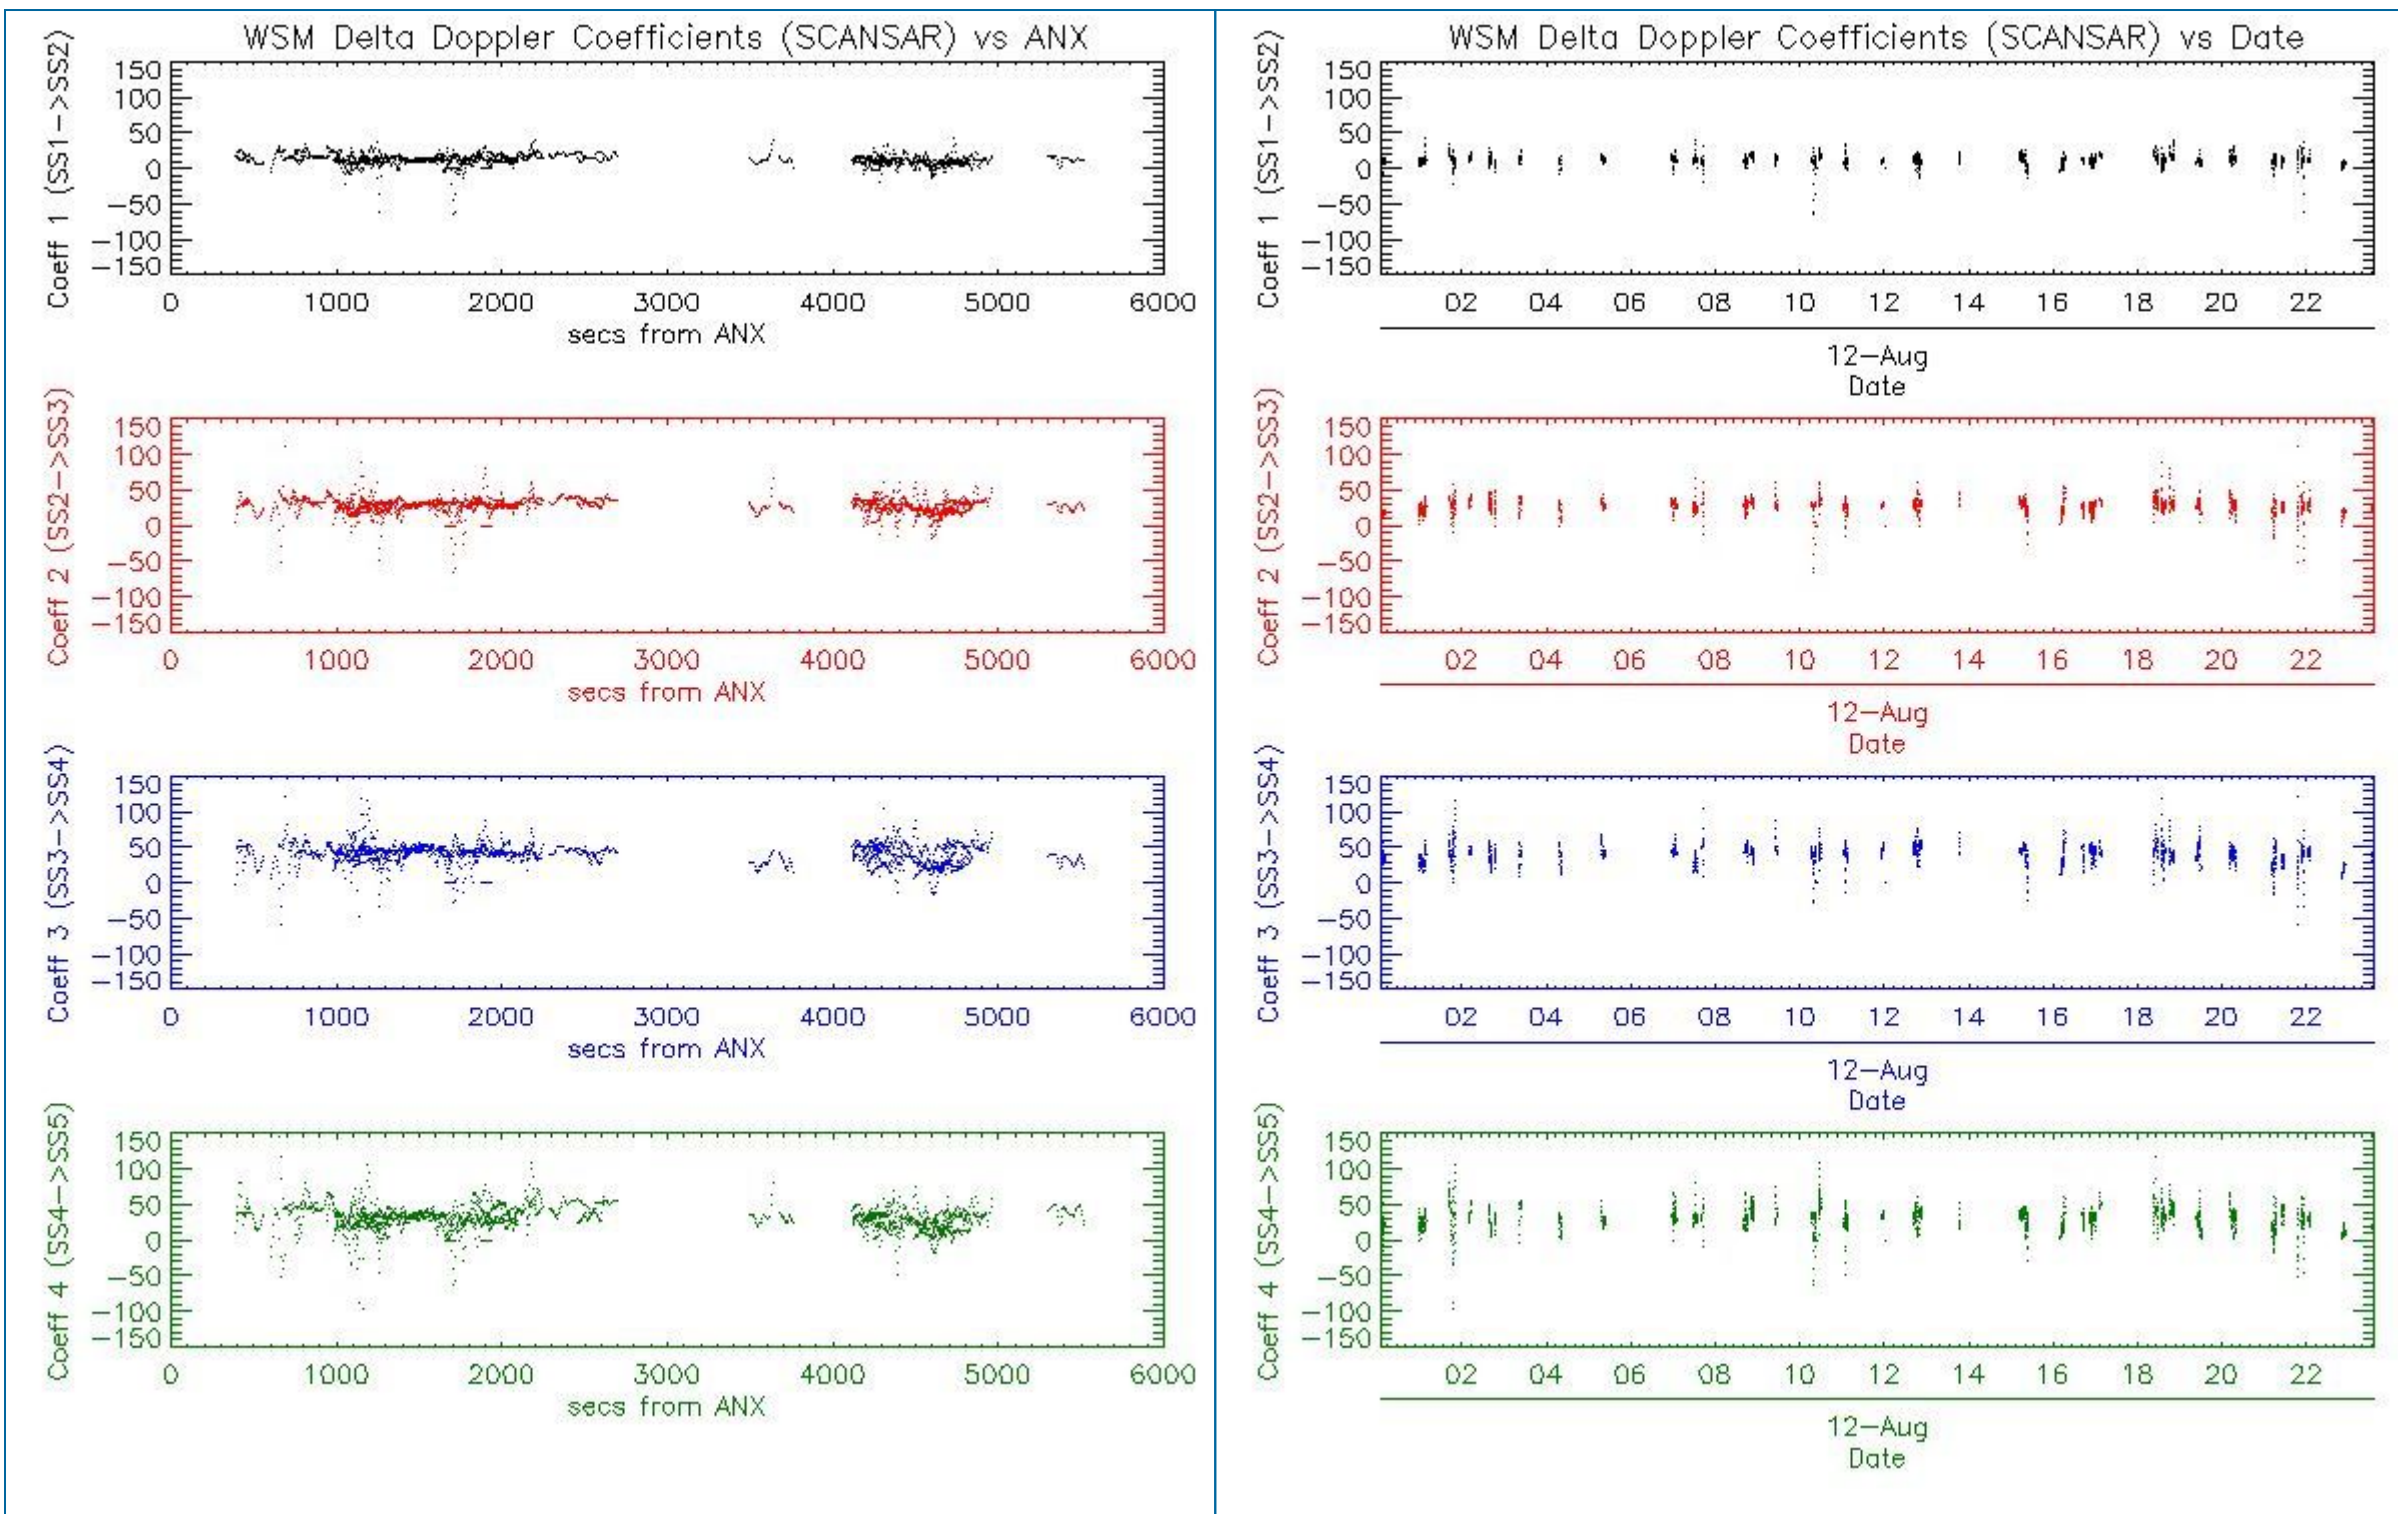 WSM Delta Doppler Coefficients (SCANSAR) vs ANX
Coeff 1 (SS1->SS2)
150
100
50
0
-50
-100
-150
0 1000 2000 3000 4000 5000 6000
secs from ANX
Coeff 2 (SS2->SS3)
150
100
50
0
-50
-100
-150
0 1000 2000 3000 4000 5000 6000
secs from ANX
Coeff 3 (SS3->SS4)
150
100
50
0
-50
-100
-150
0 1000 2000 3000 4000 5000 6000
secs from ANX
Coeff 4 (SS4->SS5)
150
100
50
0
-50
-100
-150
0 1000 2000 3000 4000 5000 6000
secs from ANX
WSM Delta Doppler Coefficients (SCANSAR) vs Date
Coeff 1 (SS1->SS2)
150
100
50
0
-50
-100
-150
02 04 06 08 10 12 14 16 18 20 22
12-Aug
Date
Coeff 2 (SS2->SS3)
150
100
50
0
-50
-100
-150
02 04 06 08 10 12 14 16 18 20 22
12-Aug
Date
Coeff 3 (SS3->SS4)
150
100
50
0
-50
-100
-150
02 04 06 08 10 12 14 16 18 20 22
12-Aug
Date
Coeff 4 (SS4->SS5)
150
100
50
0
-50
-100
-150
02 04 06 08 10 12 14 16 18 20 22
12-Aug
Date